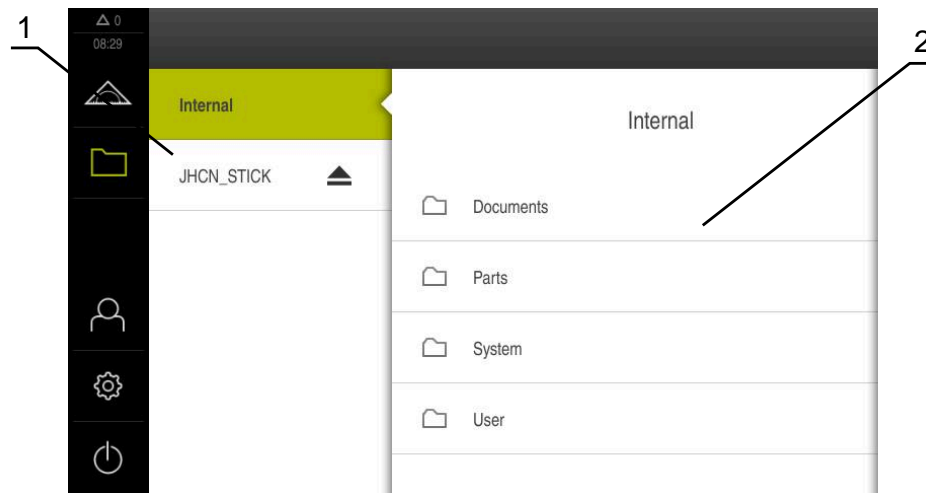 1
2
0
08:29
Internal
JHCN_STICK
Internal
Documents
Parts
System
User